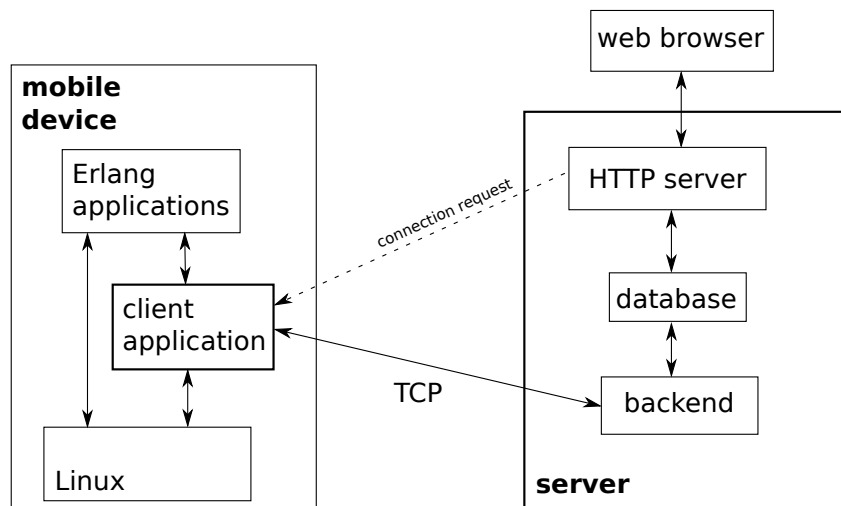 web browser
mobile
device
Erlang
applications
HTTP server
connection request
client
application
database
TCP
backend
Linux
server